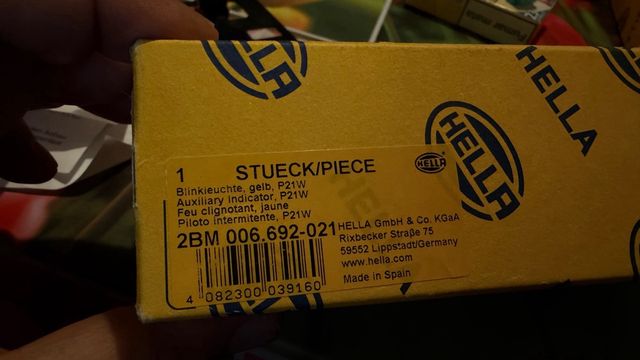 HELLA
HELLA
HELLA
1 STUECK/PIECE
HELLA
Blinkleuchte, gelb, P21W
Auxiliary Indicator, P21W
Feu clignotant, jaune
Piloto intermitente, P21W
2BM 006.692-021
HELLA GmbH & Co. KGaA
Rixbecker Straße 75
59552 Lippstadt/Germany
www.hella.com
Made in Spain
4 082300 039160